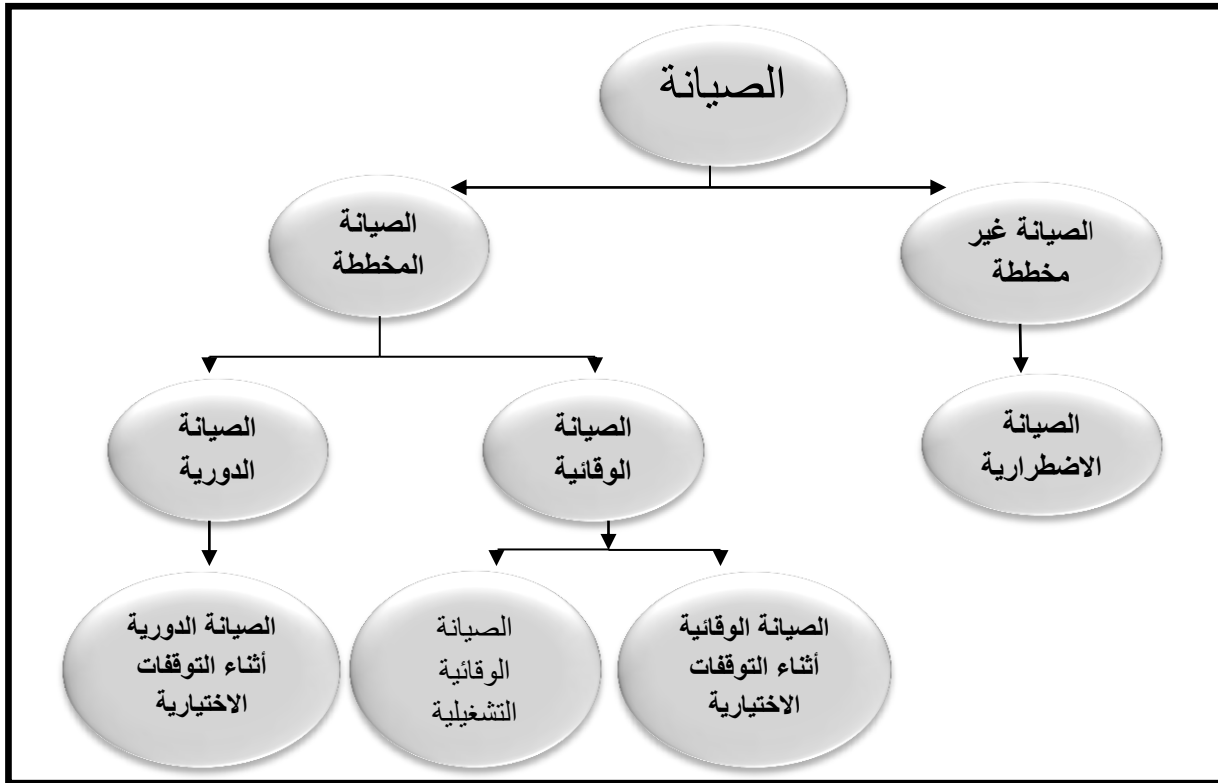 الصيانة
الصيانة غير
مخططة
الصيانة
المخططة
الصيانة
الاضطرارية
الصيانة
الوقائية
الصيانة
الدورية
الصيانة الوقائية
أثناء التوقفات
الاختيارية
الصيانة
الوقائية
التشغيلية
الصيانة الدورية
أثناء التوقفات
الاختيارية